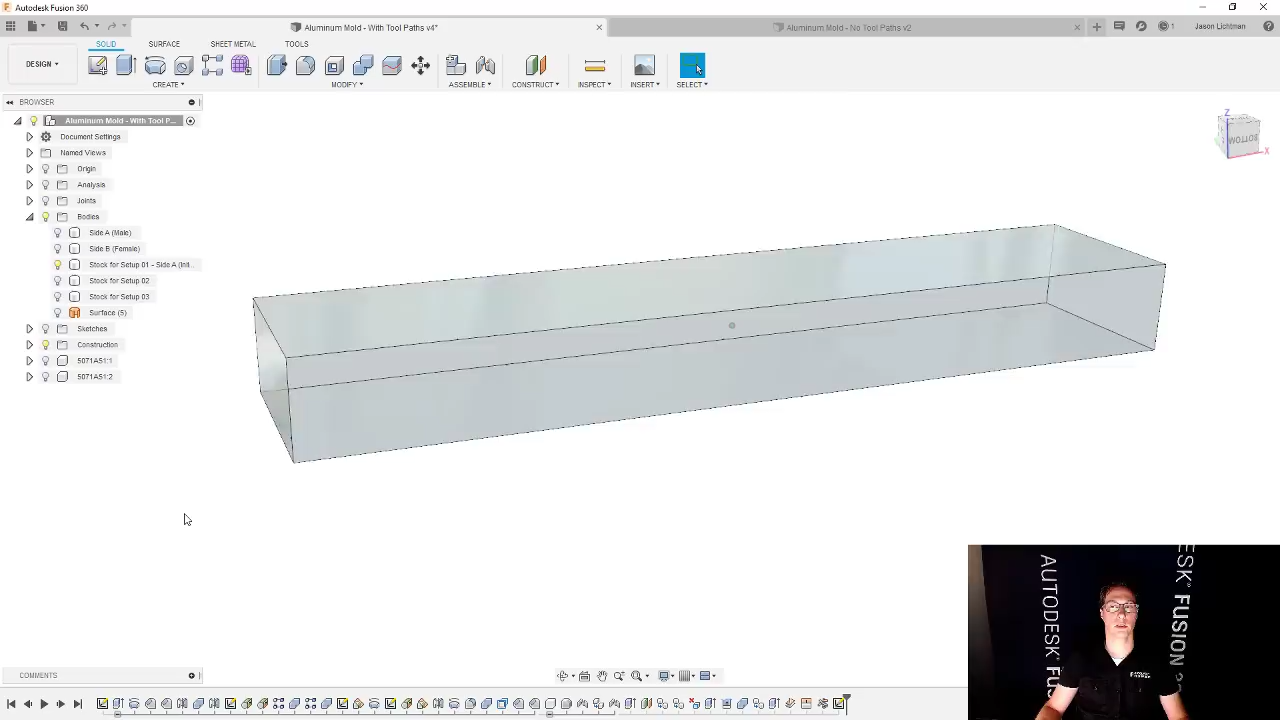 Autodesk Fusion 360
Aluminum Mold - With Tool Paths v4*
Aluminum Mold - No Tool Paths v2
1
Jason Lichtman
SOLID
SURFACE
SHEET METAL
TOOLS
DESIGN
CREATE
MODIFY
ASSEMBLE
CONSTRUCT
INSPECT
INSERT
SELECT
BROWSER
Aluminum Mold - With Tool P...
Document Settings
Named Views
Origin
Analysis
Joints
Bodies
Side A (Male)
Side B (Female)
Stock for Setup 01 - Side A (Ini...
Stock for Setup 02
Stock for Setup 03
Surface (5)
Sketches
Construction
5071A51:1
5071A51:2
Z
BOTTOM
X
COMMENTS
AUTODESK FUS
ESK FUSION